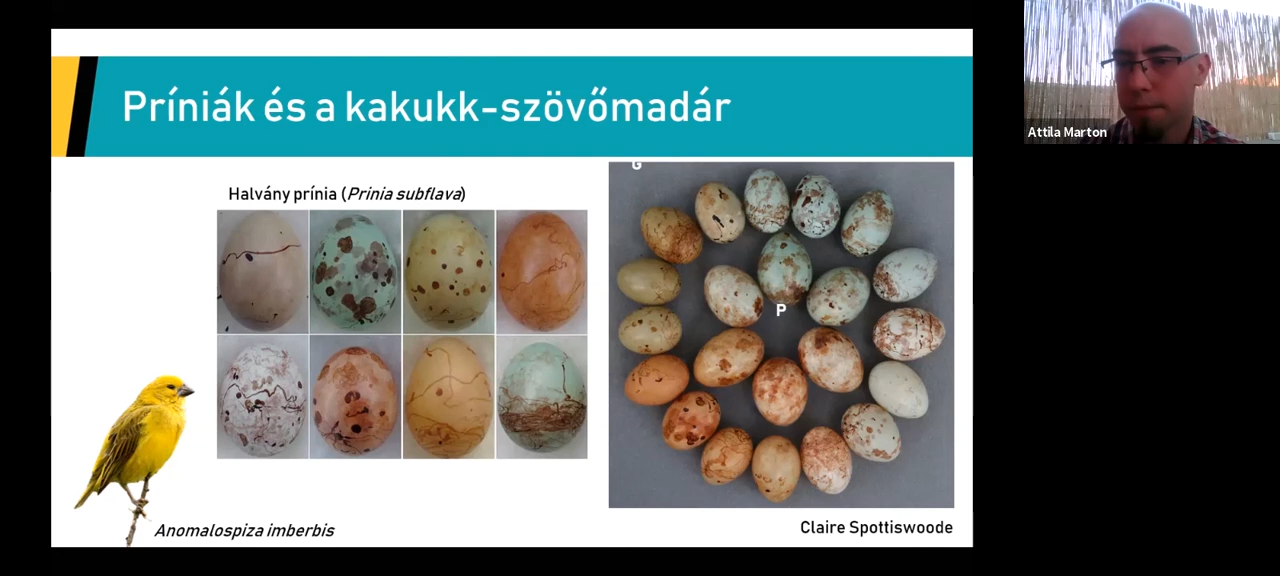 Príniák és a kakukk-szövőmadár
Halvány prínia (Prinia subflava)
G
P
Anomalospiza imberbis
Claire Spottiswoode
Attila Marton